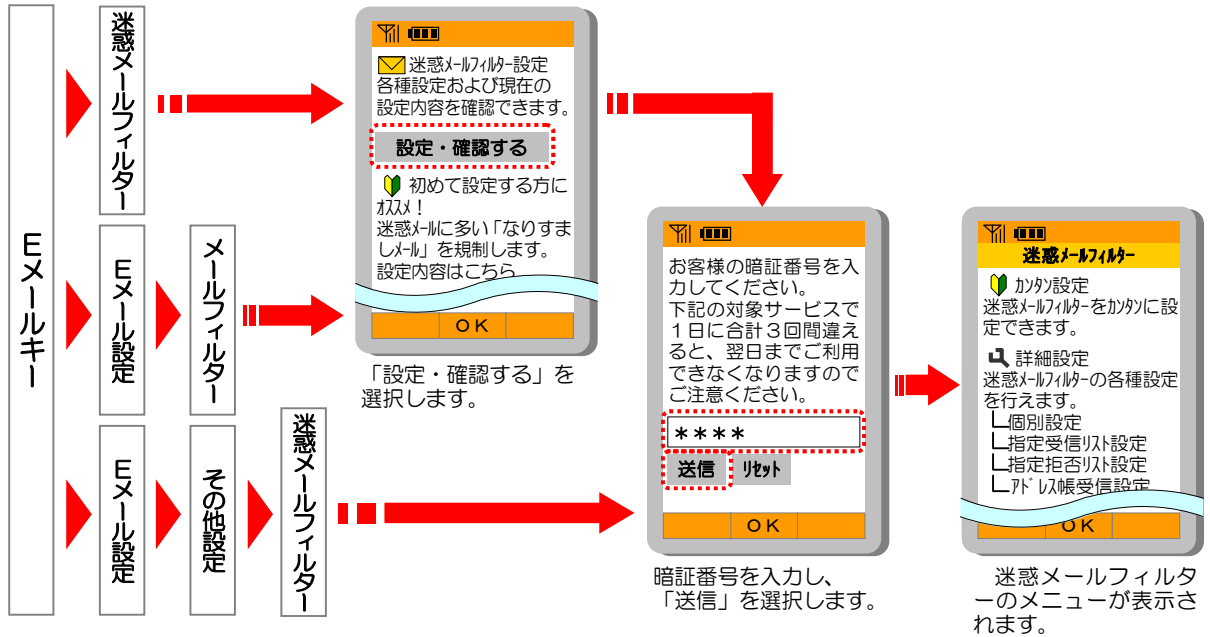 Eメールキー
迷惑メールフィルター
Eメール設定
メールフィルター
Eメール設定
その他設定
迷惑メールフィルター
迷惑メールフィルター設定
各種設定および現在の
設定内容を確認できます。
設定・確認する
初めて設定する方に
オススメ！
迷惑メールに多い「なりすま
しメール」を規制します。
設定内容はこちら
OK
「設定・確認する」を
選択します。
お客様の暗証番号を入
力してください。
下記の対象サービスで
１日に合計３回間違え
ると、翌日までご利用
できなくなりますので
ご注意ください。
＊＊＊＊
送信 リセット
OK
暗証番号を入力し、
「送信」を選択します。
迷惑メールフィルター
カンタン設定
迷惑メールフィルターをカンタンに設
定できます。
詳細設定
迷惑メールフィルターの各種設定
を行えます。
個別設定
指定受信リスト設定
指定拒否リスト設定
アドレス帳受信設定
OK
迷惑メールフィルタ
ーのメニューが表示さ
れます。